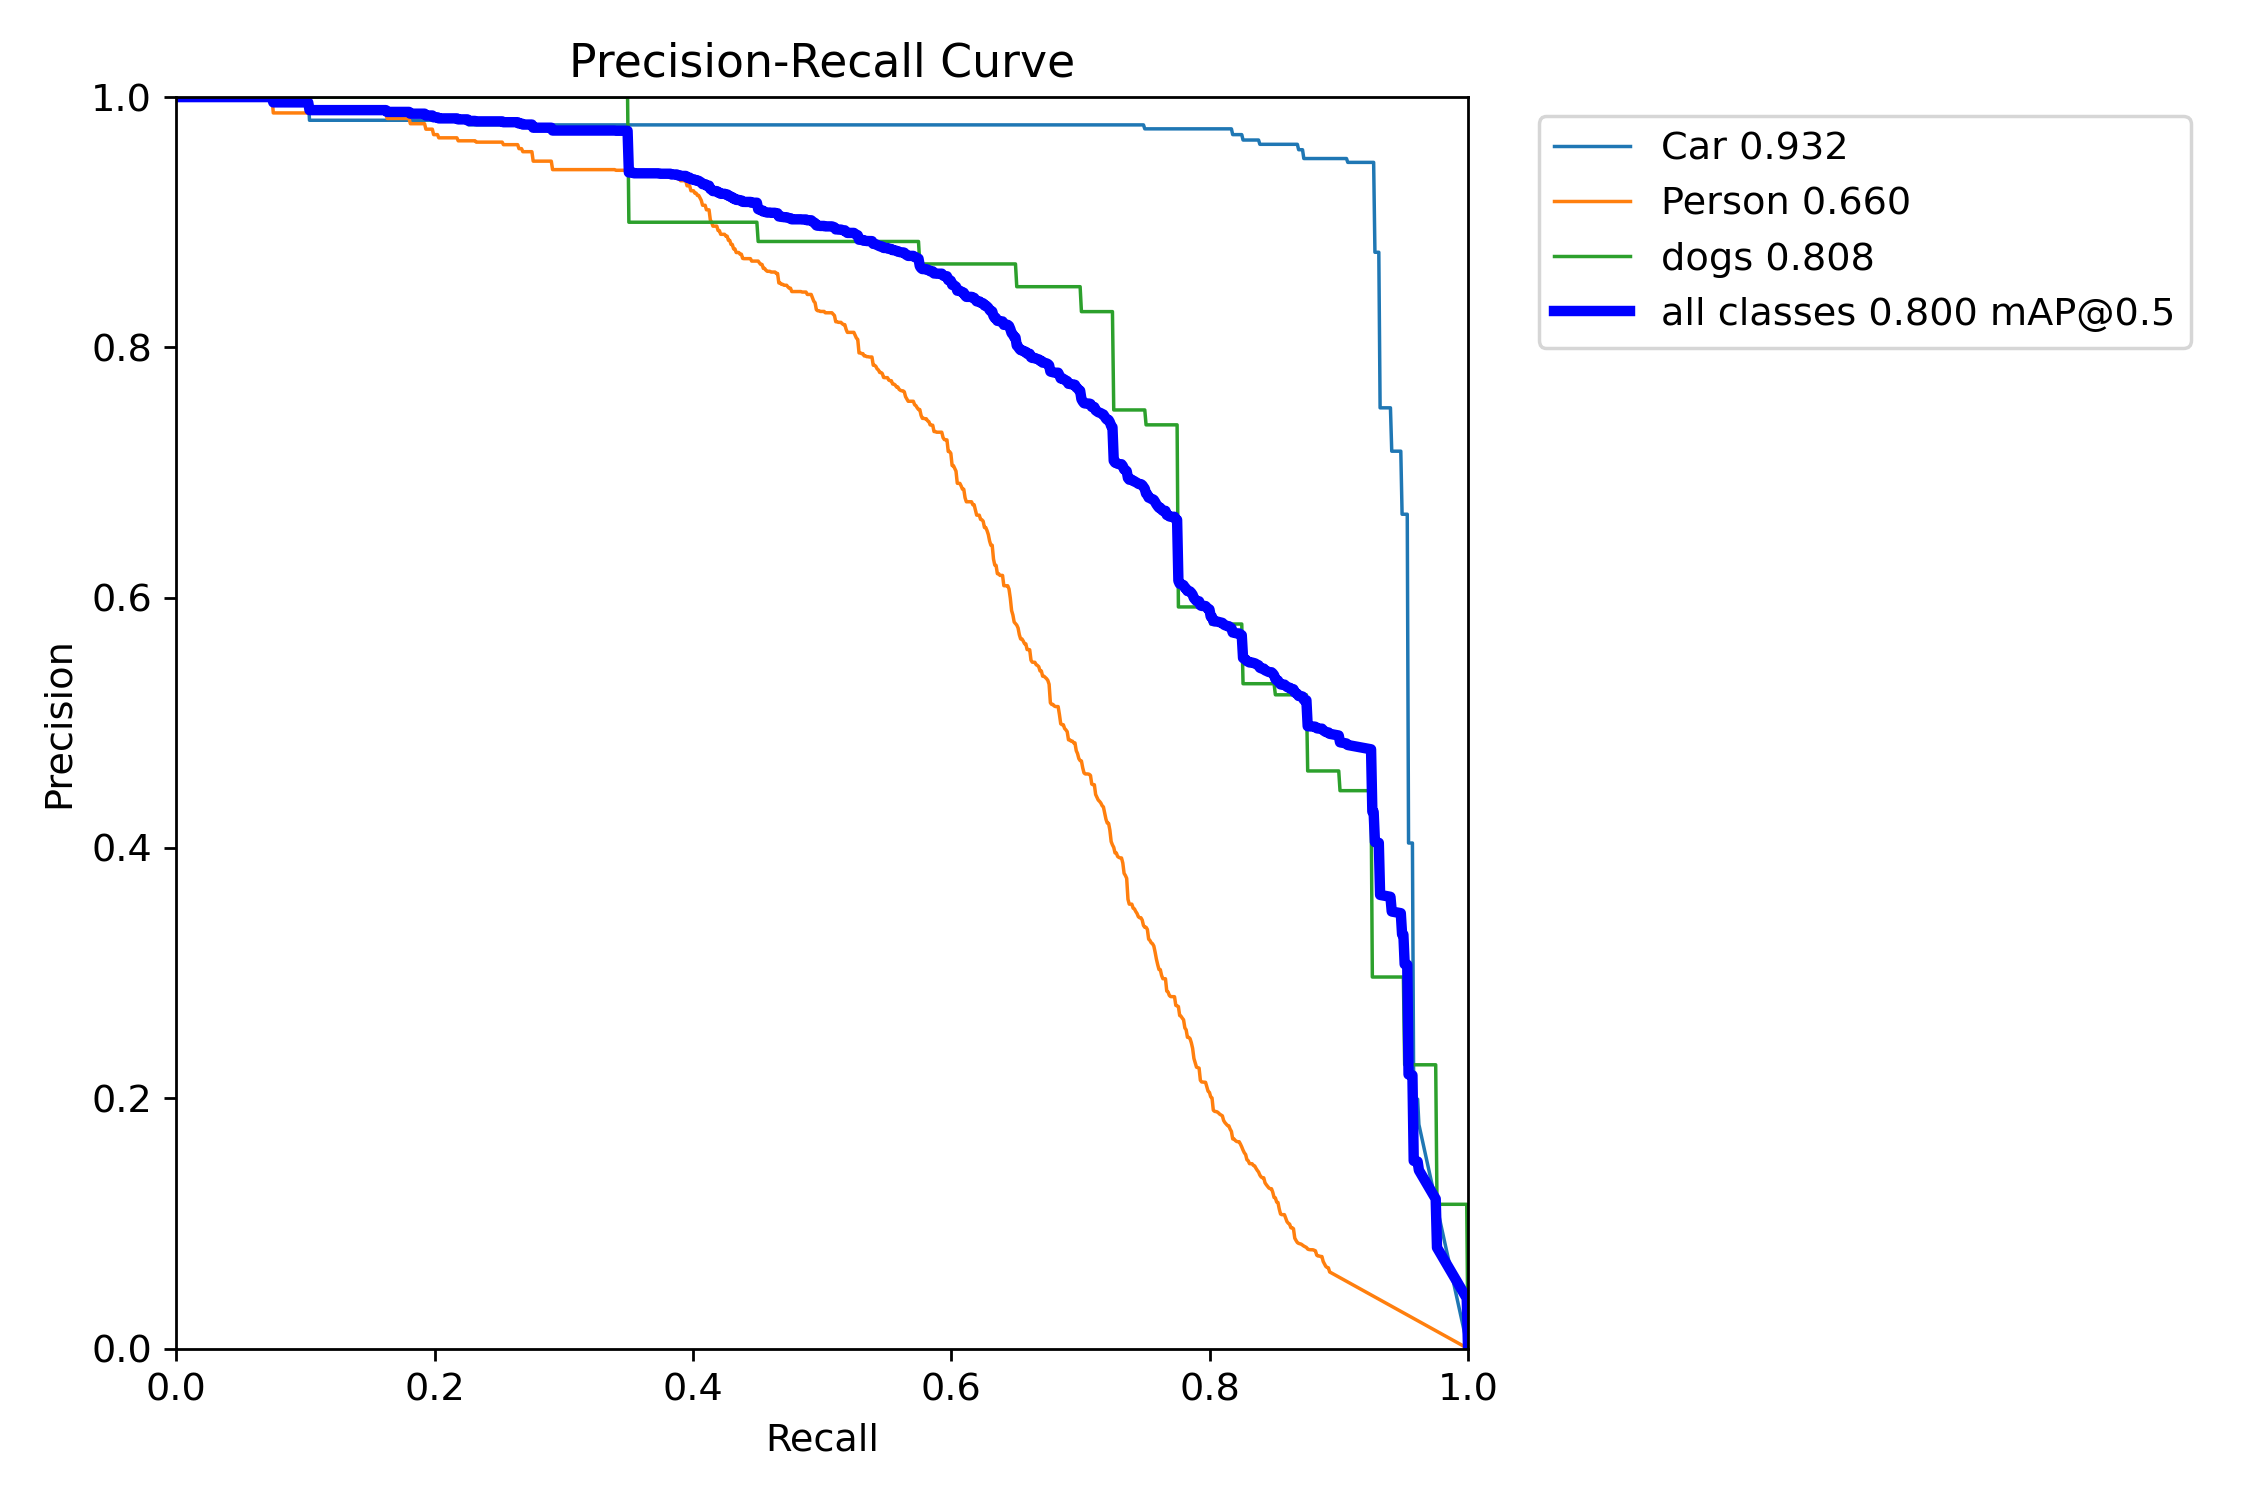 Precision-Recall Curve
1.0
0.8
0.6
0.4
0.2
0.0
Precision
0.0 0.2 0.4 0.6 0.8 1.0
Recall
Car 0.932
Person 0.660
dogs 0.808
all classes 0.800 mAP@0.5